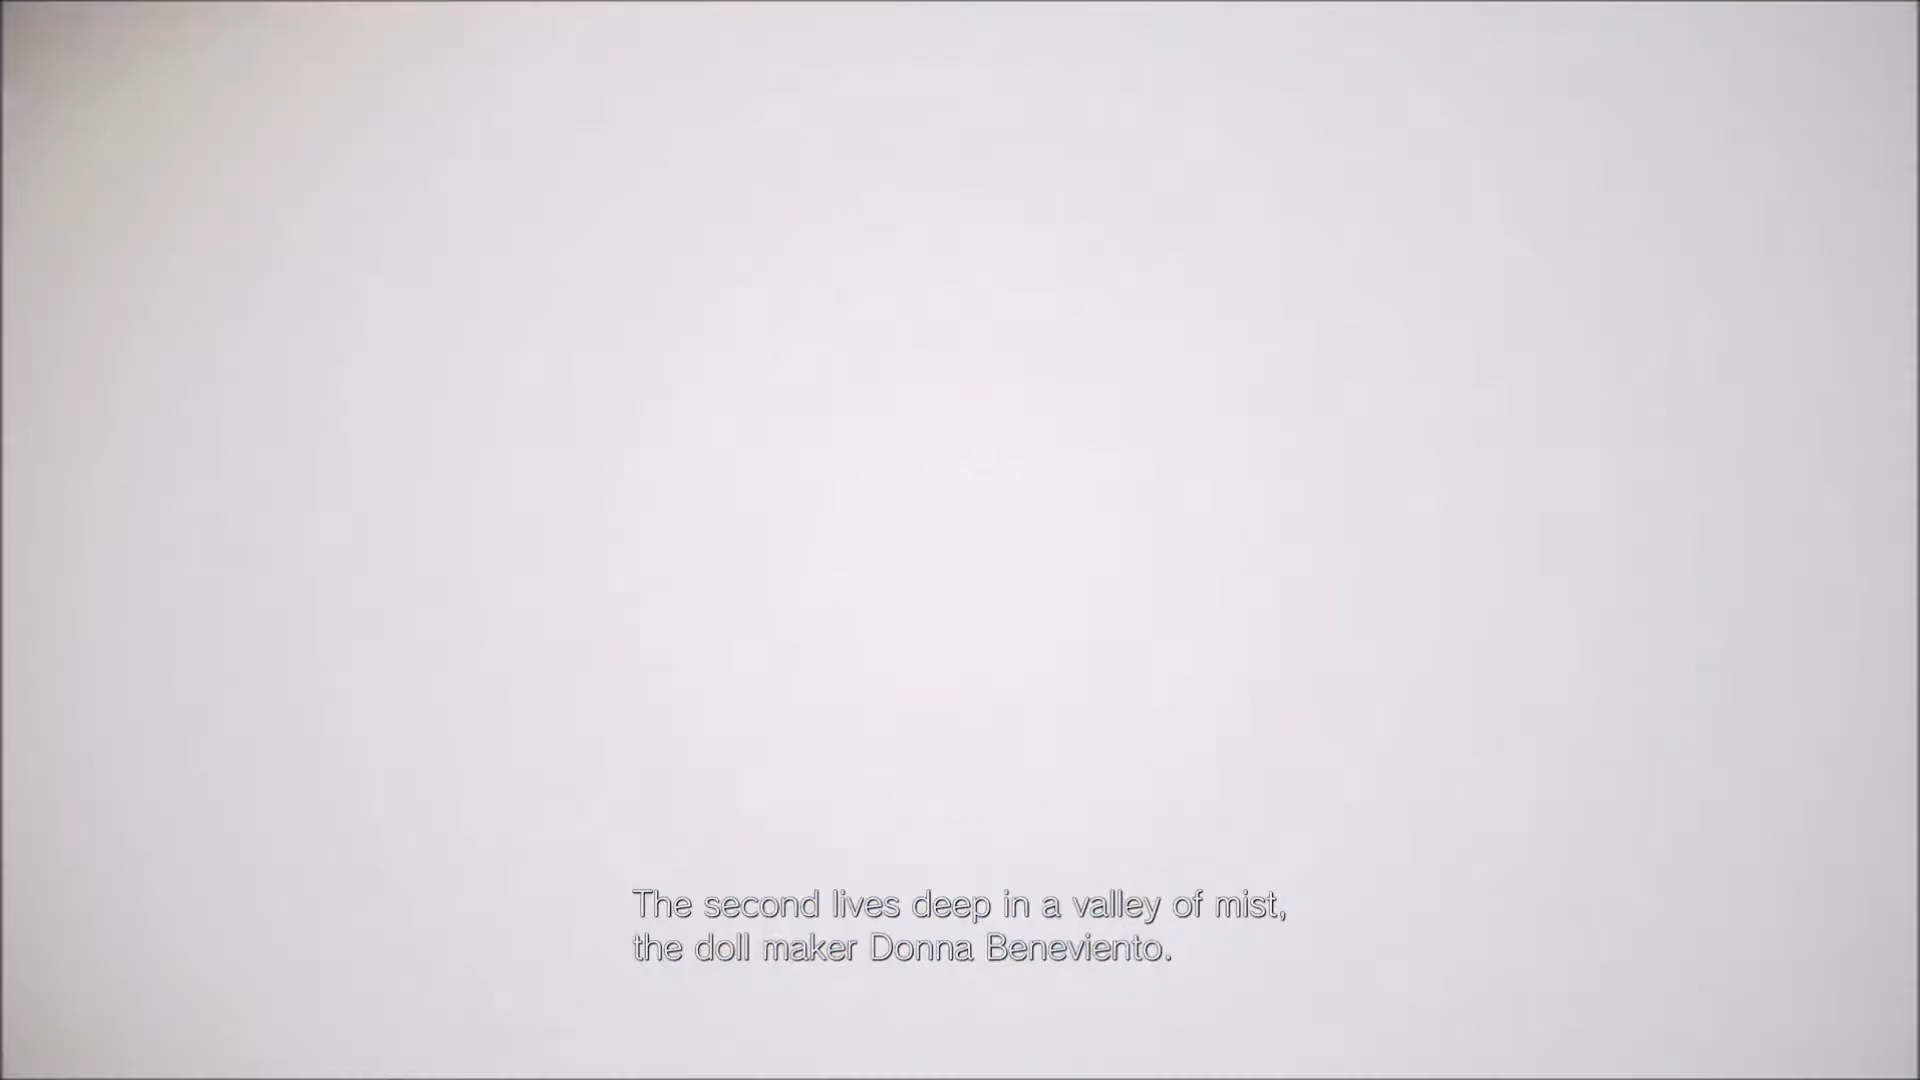 The second lives deep in a valley of mist,
the doll maker Donna Beneviento.